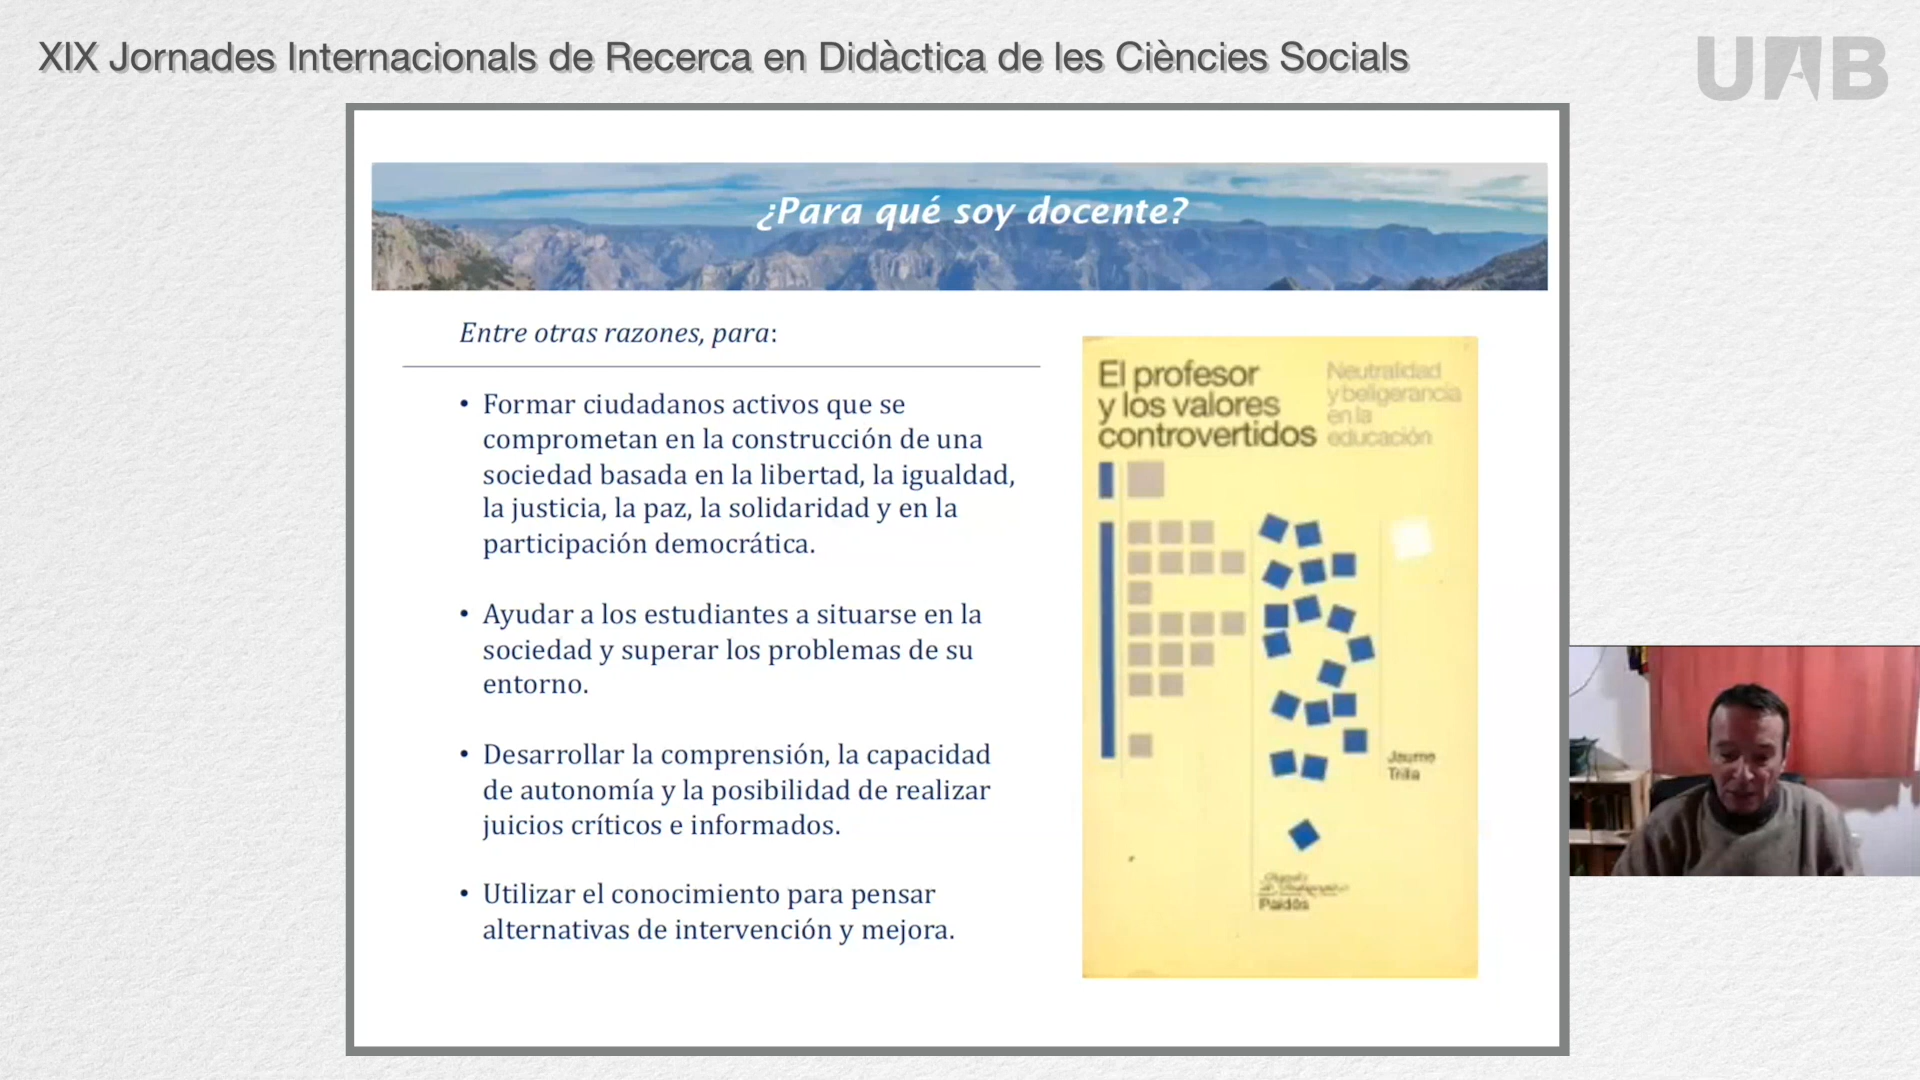 XIX Jornades Internacionals de Recerca en Didàctica de les Ciències Socials
UAB
¿Para qué soy docente?
Entre otras razones, para:
• Formar ciudadanos activos que se
comprometan en la construcción de una
sociedad basada en la libertad, la igualdad,
la justicia, la paz, la solidaridad y en la
participación democrática.
• Ayudar a los estudiantes a situarse en la
sociedad y superar los problemas de su
entorno.
• Desarrollar la comprensión, la capacidad
de autonomía y la posibilidad de realizar
juicios críticos e informados.
• Utilizar el conocimiento para pensar
alternativas de intervención y mejora.
El profesor
y los valores
controvertidos
Neutralidad
y beligerancia
en la
educación
Jaume
Trilla
Paidós